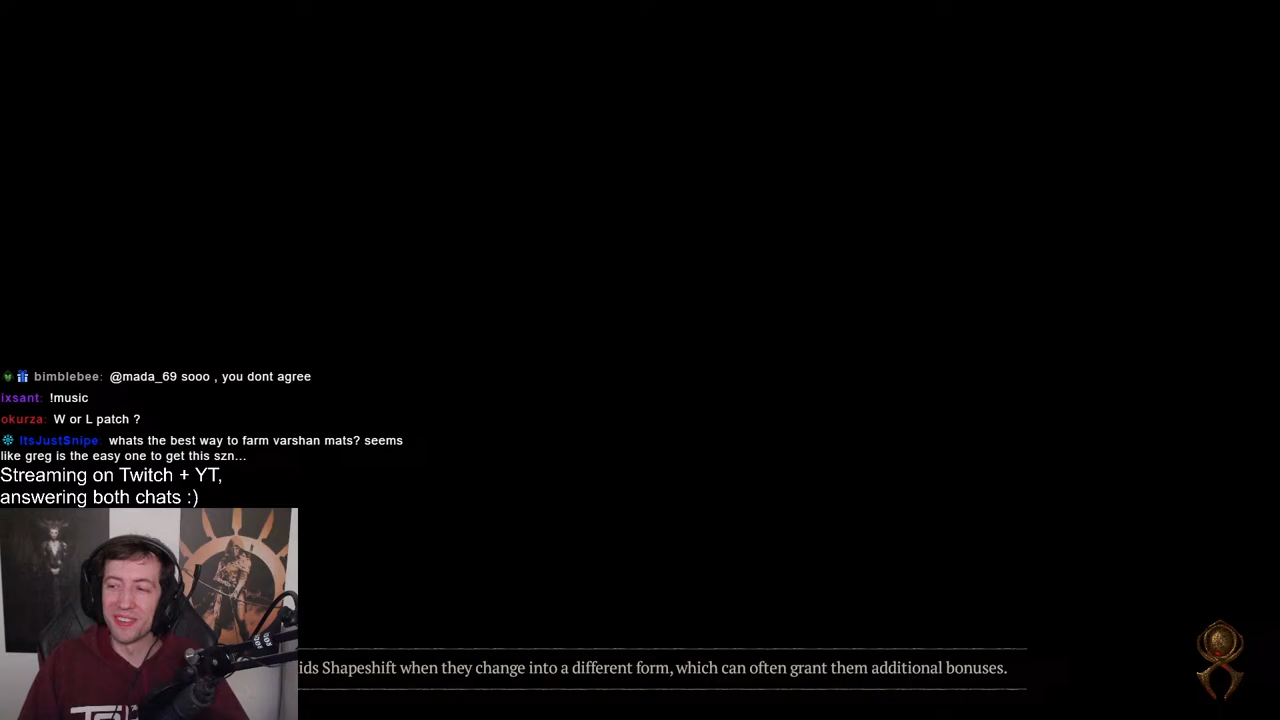 bimblebee: @mada_69 sooo , you dont agree
ixsant: !music
okurza: W or L patch ?
ItsJustSnipe: whats the best way to farm varshan mats? seems
like greg is the easy one to get this szn...
Streaming on Twitch + YT,
answering both chats :)
ids Shapeshift when they change into a different form, which can often grant them additional bonuses.